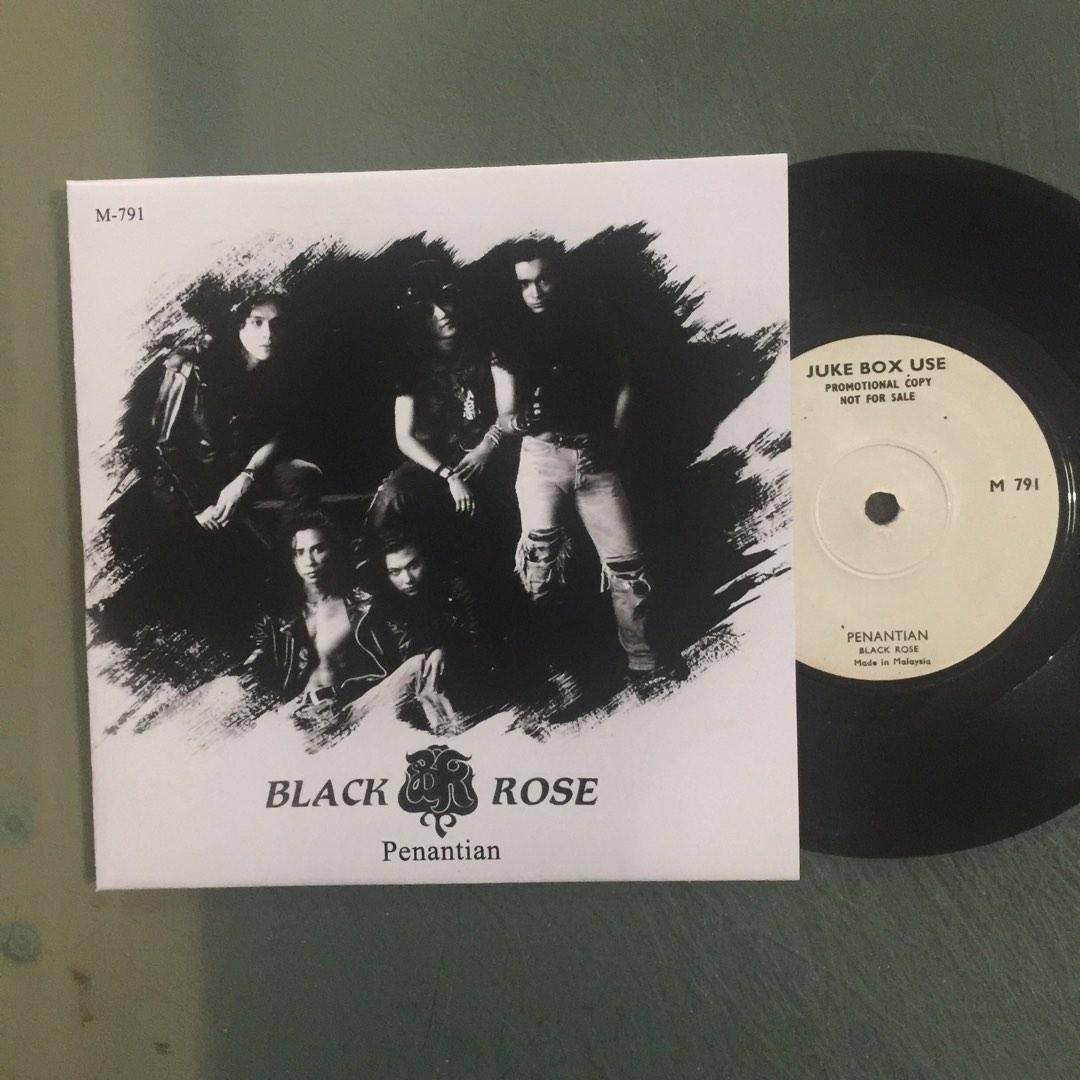 M-791
BLACK BR ROSE
Penantian
JUKE BOX USE
PROMOTIONAL COPY
NOT FOR SALE
M 791
PENANTIAN
BLACK ROSE
Made in Malaysia